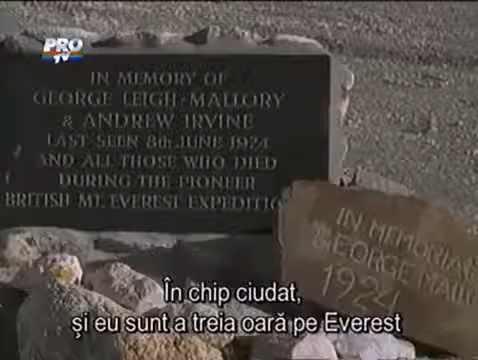 PRO
TV
IN MEMORY OF
GEORGE LEIGH-MALLORY
& ANDREW IRVINE
LAST SEEN 8th JUNE 1924
AND ALL THOSE WHO DIED
DURING THE PIONEER
BRITISH MT. EVEREST EXPEDITIO
IN MEMORIA
GEORGE MALL
1924
În chip ciudat,
şi eu sunt a treia oară pe Everest